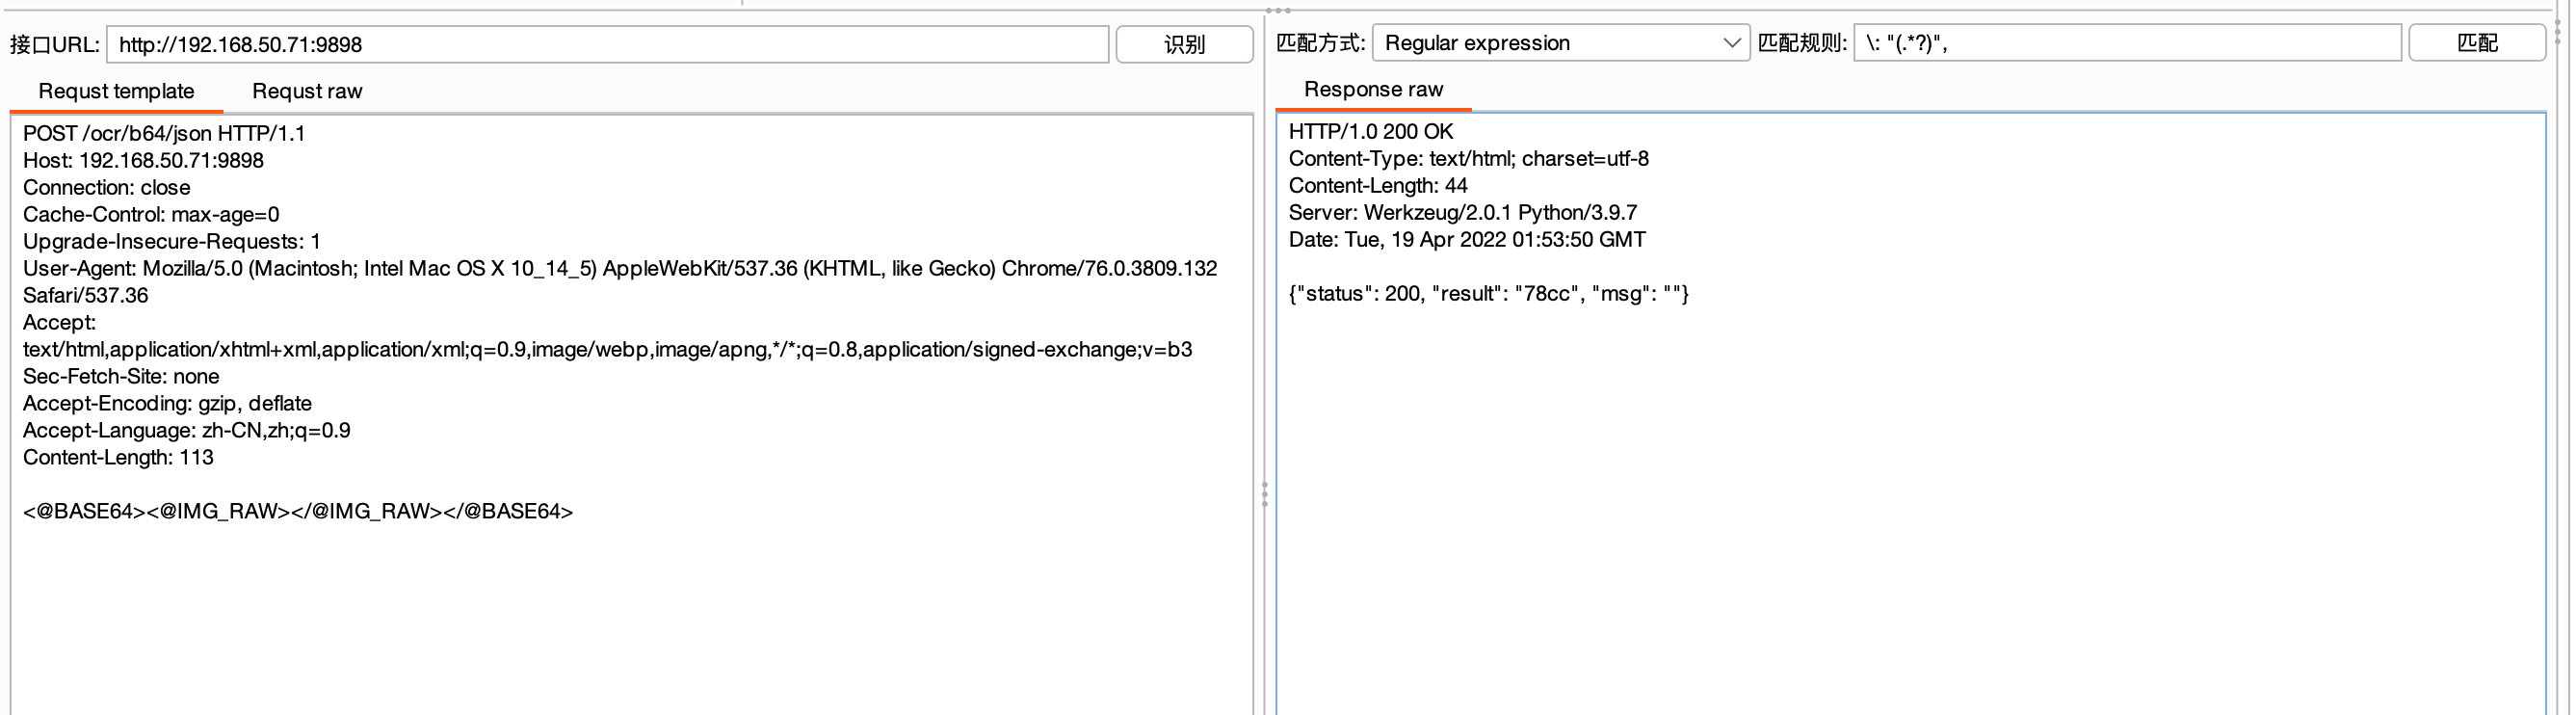 接口URL: http://192.168.50.71:9898 识别
Requst template Requst raw
POST /ocr/b64/json HTTP/1.1
Host: 192.168.50.71:9898
Connection: close
Cache-Control: max-age=0
Upgrade-Insecure-Requests: 1
User-Agent: Mozilla/5.0 (Macintosh; Intel Mac OS X 10_14_5) AppleWebKit/537.36 (KHTML, like Gecko) Chrome/76.0.3809.132
Safari/537.36
Accept:
text/html,application/xhtml+xml,application/xml;q=0.9,image/webp,image/apng,*/*;q=0.8,application/signed-exchange;v=b3
Sec-Fetch-Site: none
Accept-Encoding: gzip, deflate
Accept-Language: zh-CN,zh;q=0.9
Content-Length: 113
<@BASE64><@IMG_RAW></@IMG_RAW></@BASE64>
匹配方式: Regular expression 匹配规则: \: "(.*?)", 匹配
Response raw
HTTP/1.0 200 OK
Content-Type: text/html; charset=utf-8
Content-Length: 44
Server: Werkzeug/2.0.1 Python/3.9.7
Date: Tue, 19 Apr 2022 01:53:50 GMT
{"status": 200, "result": "78cc", "msg": ""}